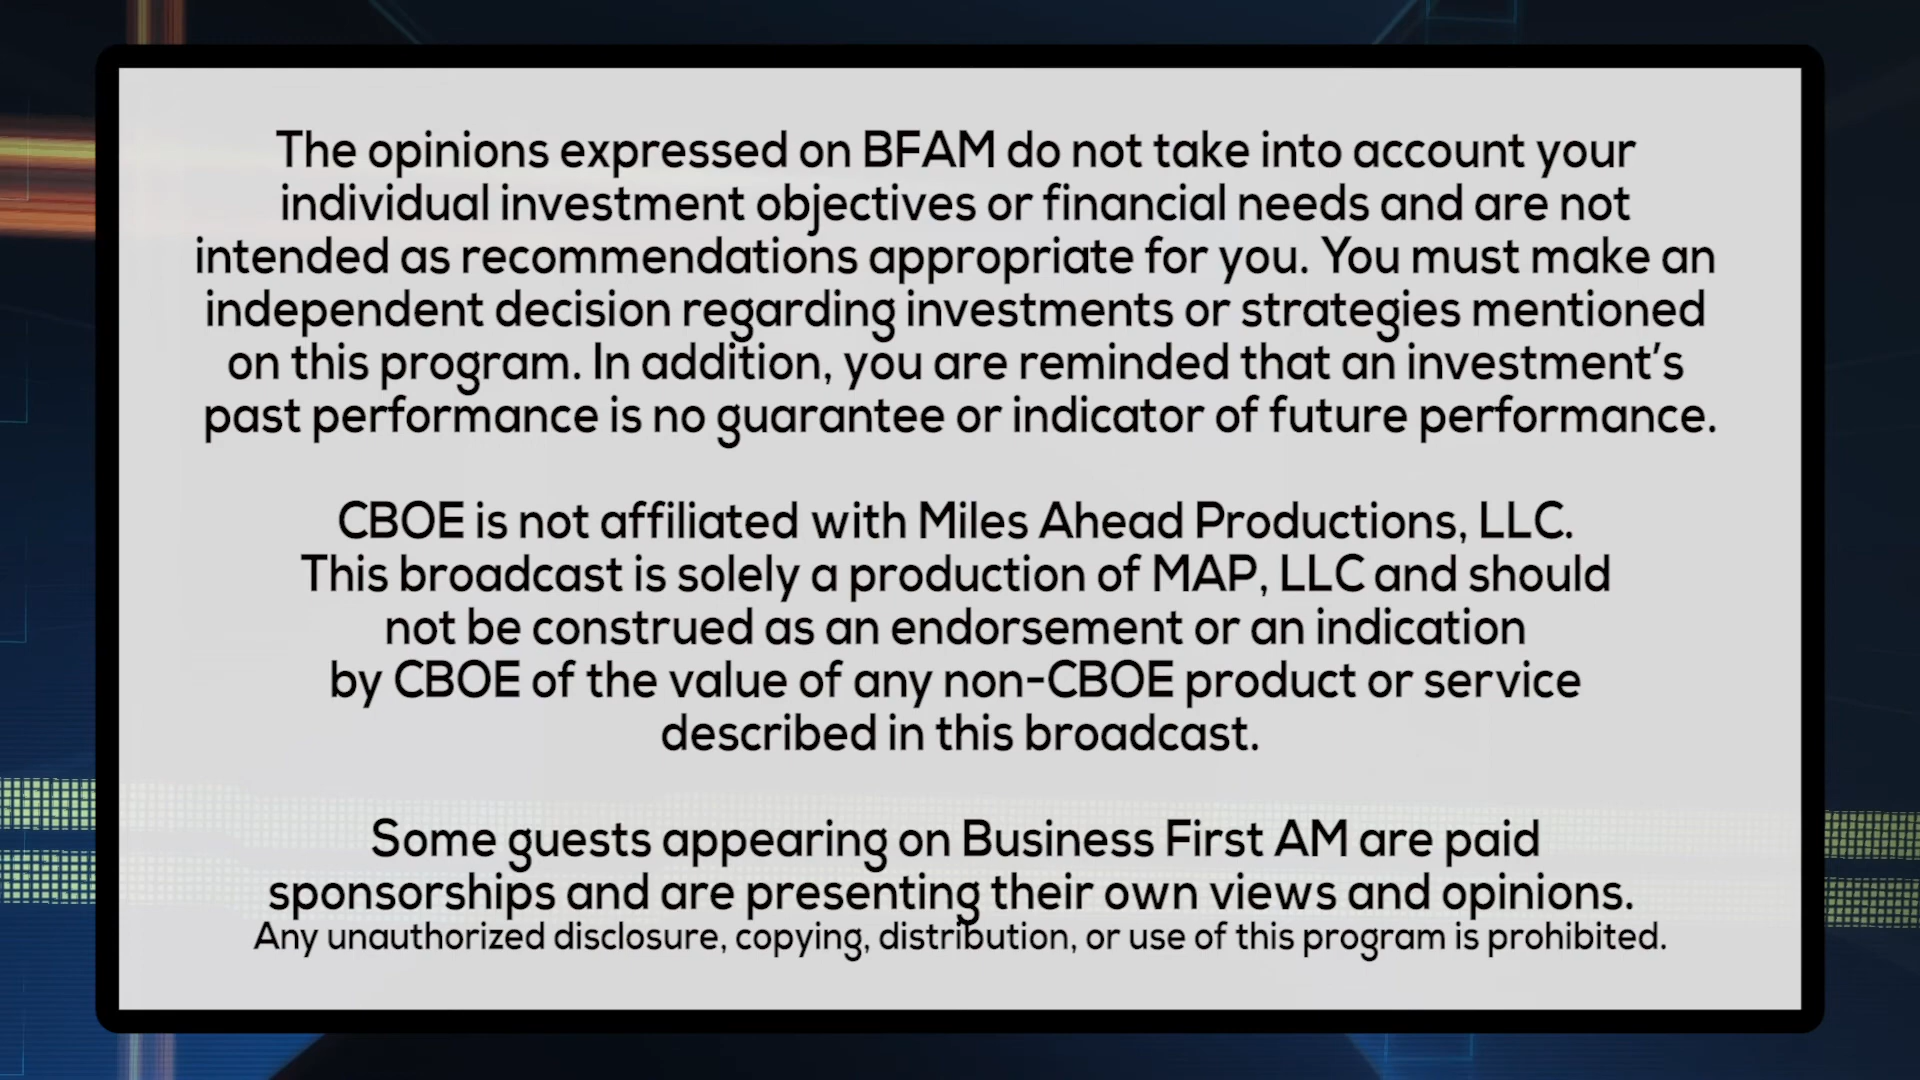 The opinions expressed on BFAM do not take into account your
individual investment objectives or financial needs and are not
intended as recommendations appropriate for you. You must make an
independent decision regarding investments or strategies mentioned
on this program. In addition, you are reminded that an investment’s
past performance is no guarantee or indicator of future performance.
CBOE is not affiliated with Miles Ahead Productions, LLC.
This broadcast is solely a production of MAP, LLC and should
not be construed as an endorsement or an indication
by CBOE of the value of any non-CBOE product or service
described in this broadcast.
Some guests appearing on Business First AM are paid
sponsorships and are presenting their own views and opinions.
Any unauthorized disclosure, copying, distribution, or use of this program is prohibited.